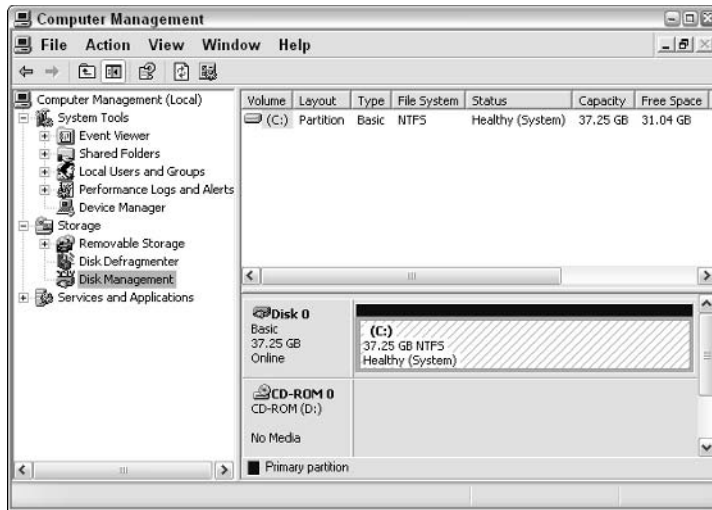 Computer Management
File Action View Window Help
Computer Management (Local)
System Tools
Event Viewer
Shared Folders
Local Users and Groups
Performance Logs and Alerts
Device Manager
Storage
Removable Storage
Disk Defragmenter
Disk Management
Services and Applications
Volume Layout Type File System Status Capacity Free Space
(C:) Partition Basic NTFS Healthy (System) 37.25 GB 31.04 GB
Disk 0
Basic
37.25 GB
Online
(C:)
37.25 GB NTFS
Healthy (System)
CD-ROM 0
CD-ROM (D:)
No Media
Primary partition